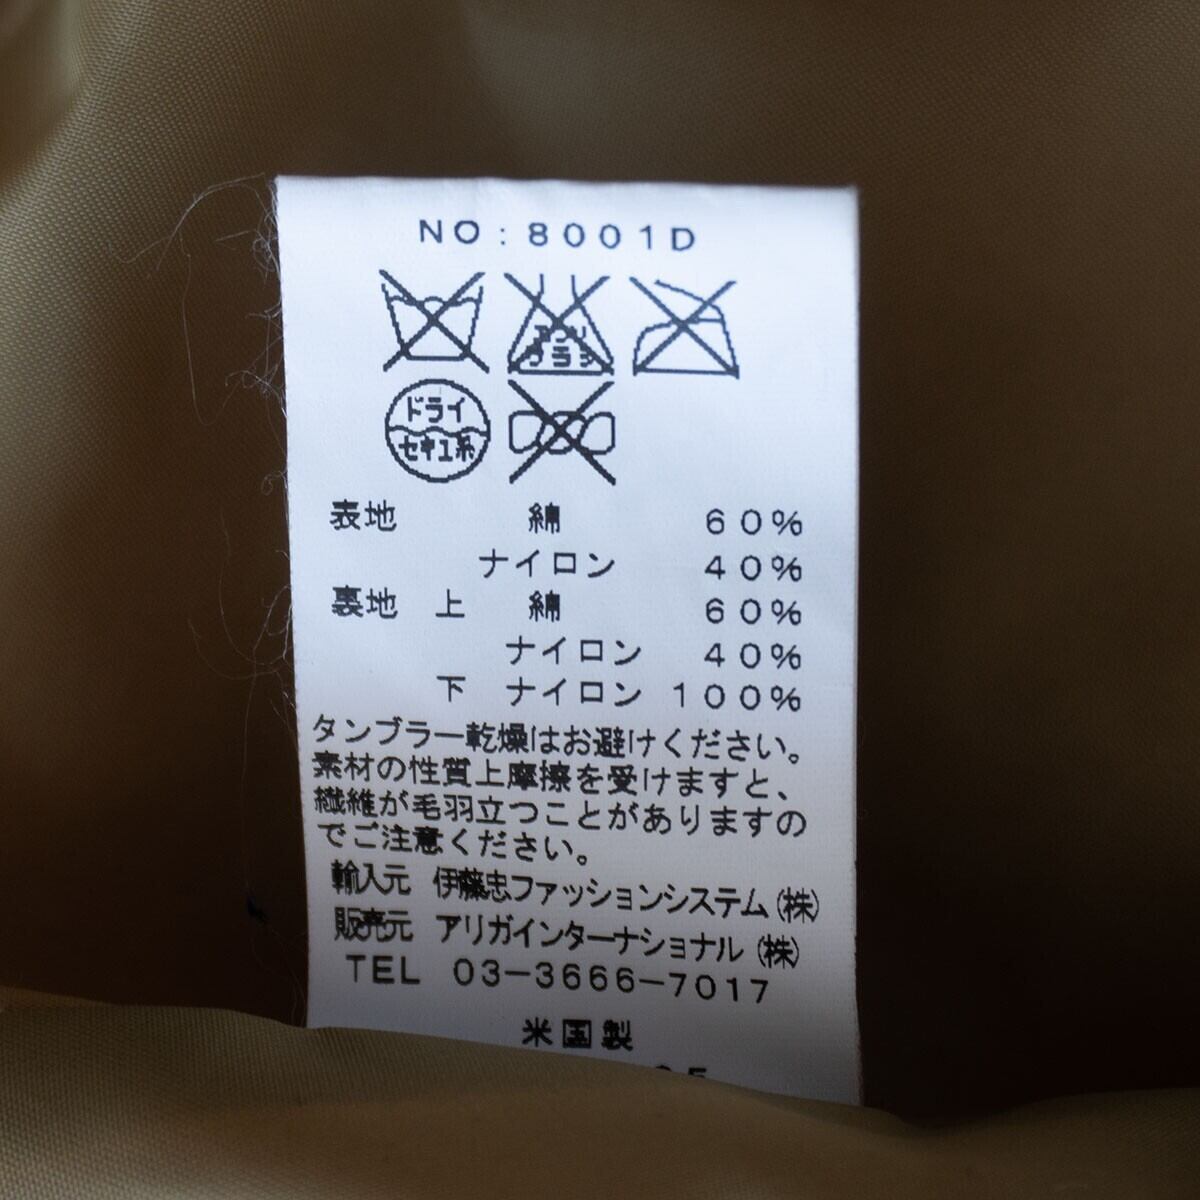 NO：8001D
エンソ
フラシ
ドライ
セキユ系
表地 綿 60%
ナイロン 40%
裏地 上 綿 60%
ナイロン 40%
下 ナイロン 100%
タンブラー乾燥はお避けください。
素材の性質上摩擦を受けますと、
繊維が毛羽立つことがありますの
でご注意ください。
輸入元 伊藤忠ファッションシステム(株)
販売元 アリガインターナショナル(株)
TEL 03−3666−7017
米国製